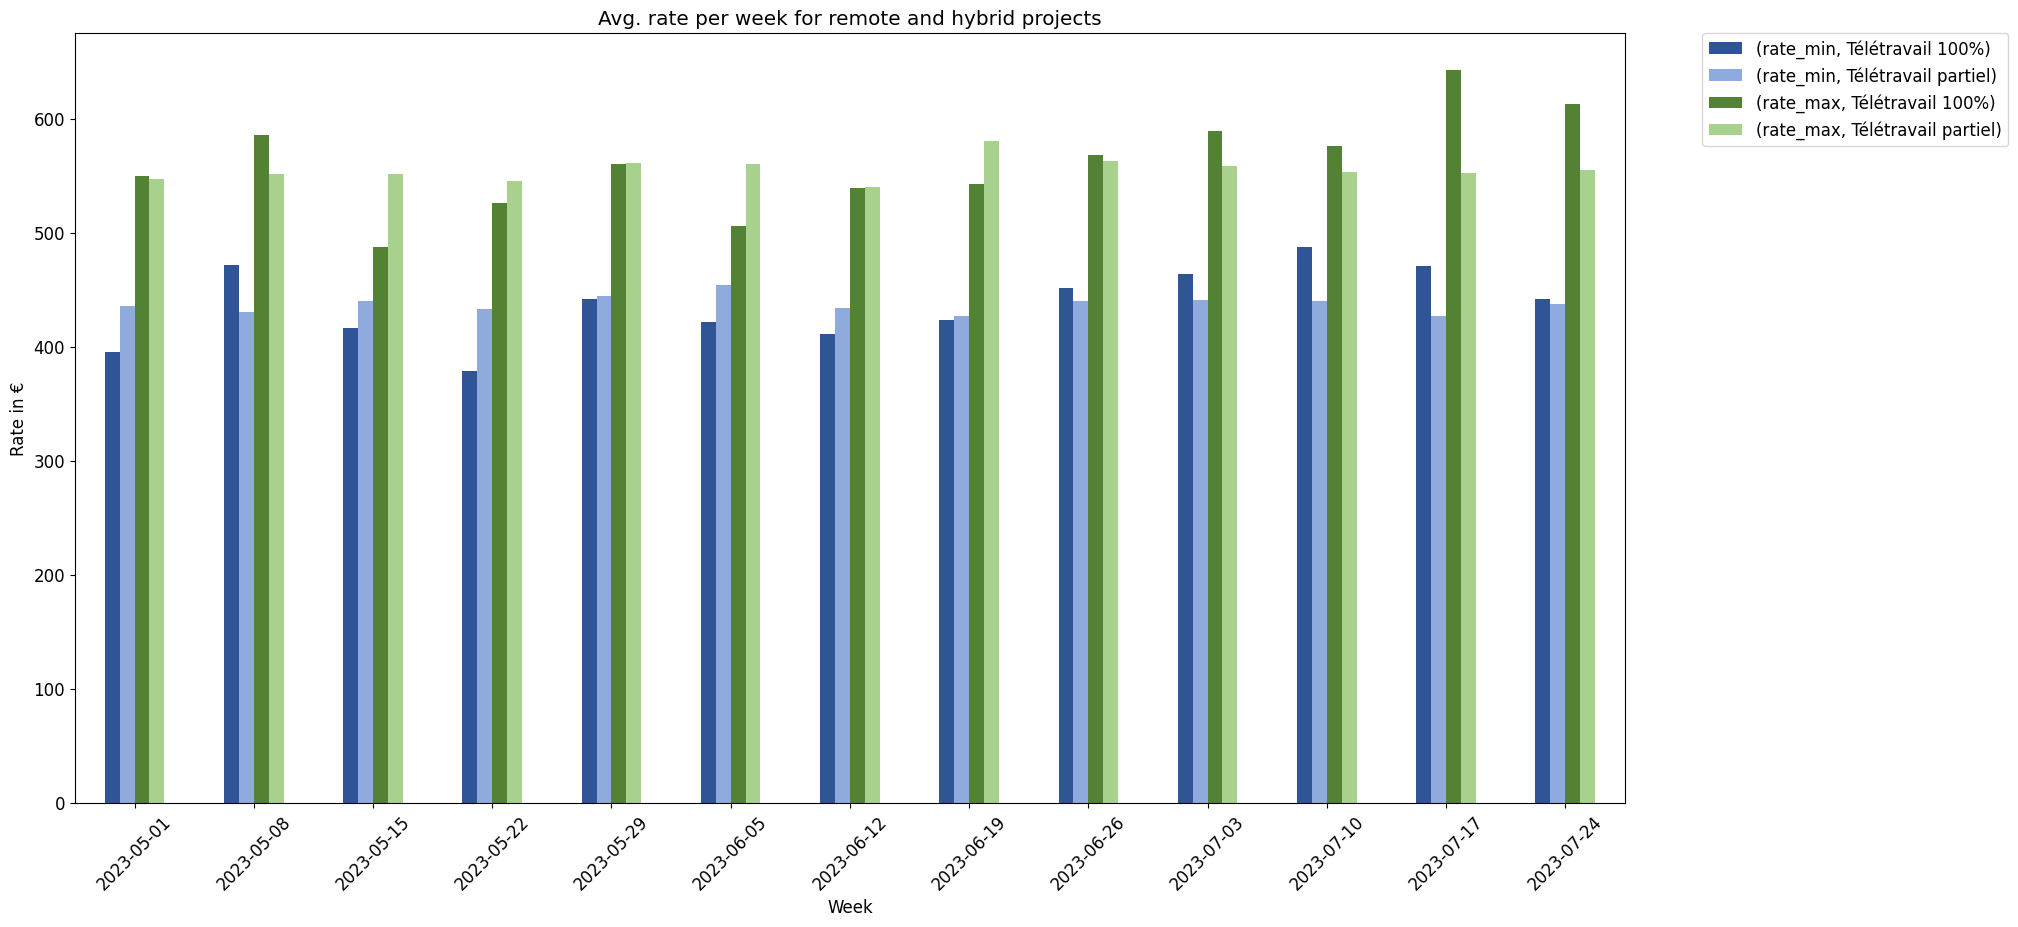 Avg. rate per week for remote and hybrid projects
(rate_min, Télétravail 100%)
(rate_min, Télétravail partiel)
(rate_max, Télétravail 100%)
(rate_max, Télétravail partiel)
Rate in €
600
500
400
300
200
100
0
2023-05-01
2023-05-08
2023-05-15
2023-05-22
2023-05-29
2023-06-05
2023-06-12
2023-06-19
2023-06-26
2023-07-03
2023-07-10
2023-07-17
2023-07-24
Week